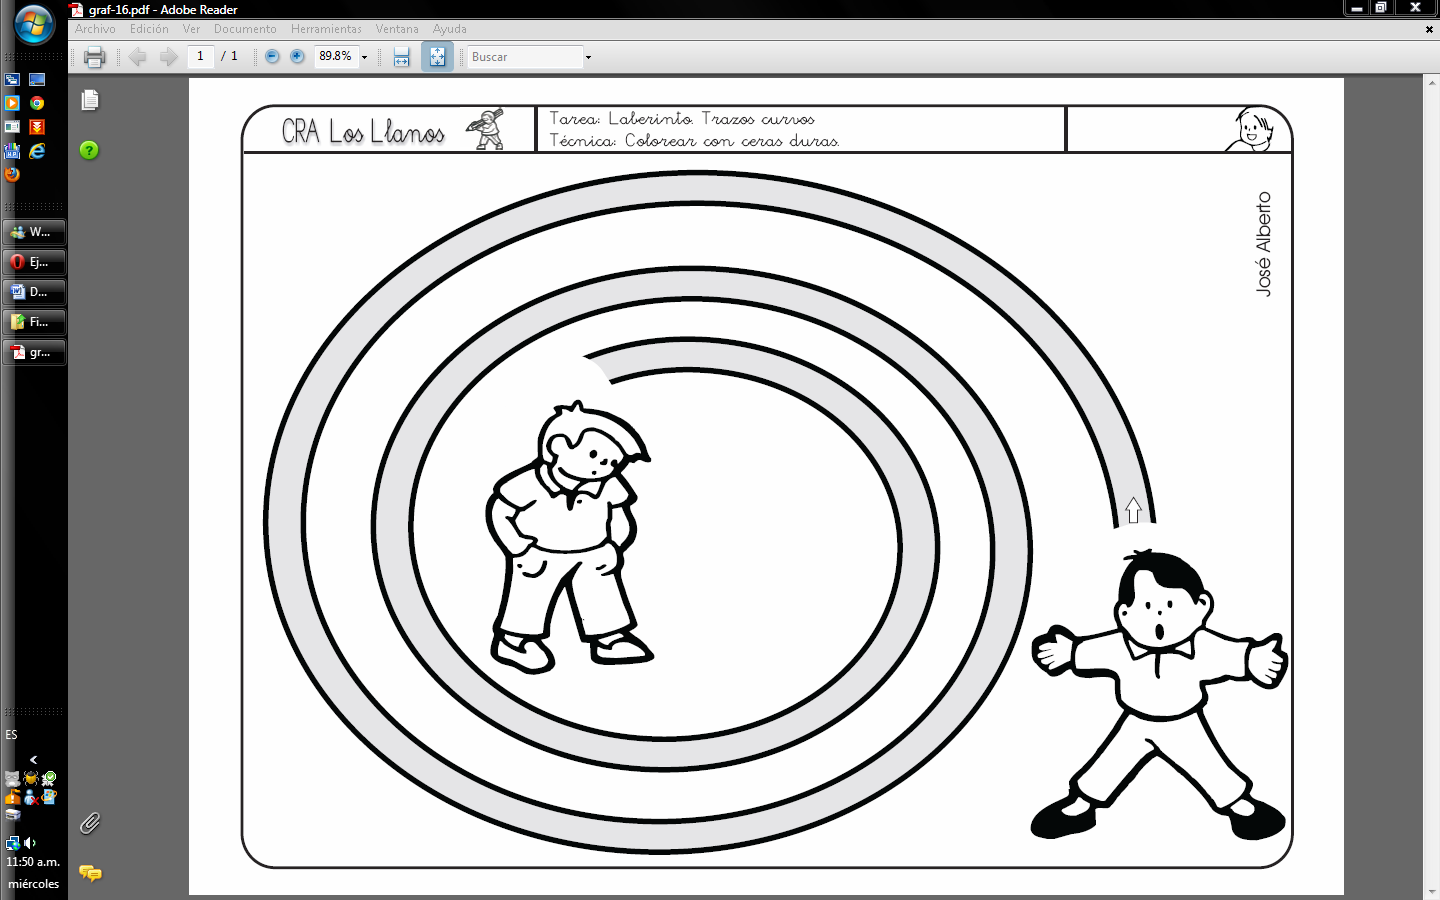 graf-16.pdf - Adobe Reader
Archivo Edición Ver Documento Herramientas Ventana Ayuda
1 / 1 89.8% Buscar
CRA Los Llanos
Tarea: Laberinto. Trazos curvos
Técnica: Colorear con ceras duras.
José Alberto
W...
Ej...
D...
Fi...
gr...
ES
11:50 a.m.
miércoles